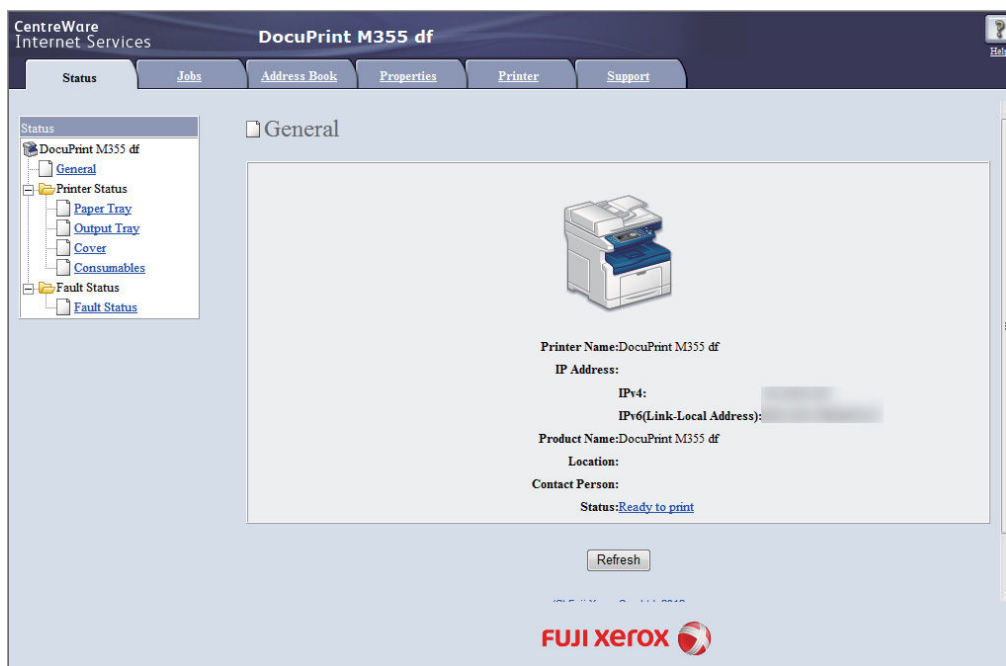 CentreWare
Internet Services
DocuPrint M355 df
Help
Status
Jobs
Address Book
Properties
Printer
Support
Status
DocuPrint M355 df
General
Printer Status
Paper Tray
Output Tray
Cover
Consumables
Fault Status
Fault Status
General
Printer Name:DocuPrint M355 df
IP Address:
IPv4:
IPv6(Link-Local Address):
Product Name:DocuPrint M355 df
Location:
Contact Person:
Status:Ready to print
Refresh
FUJI xerox